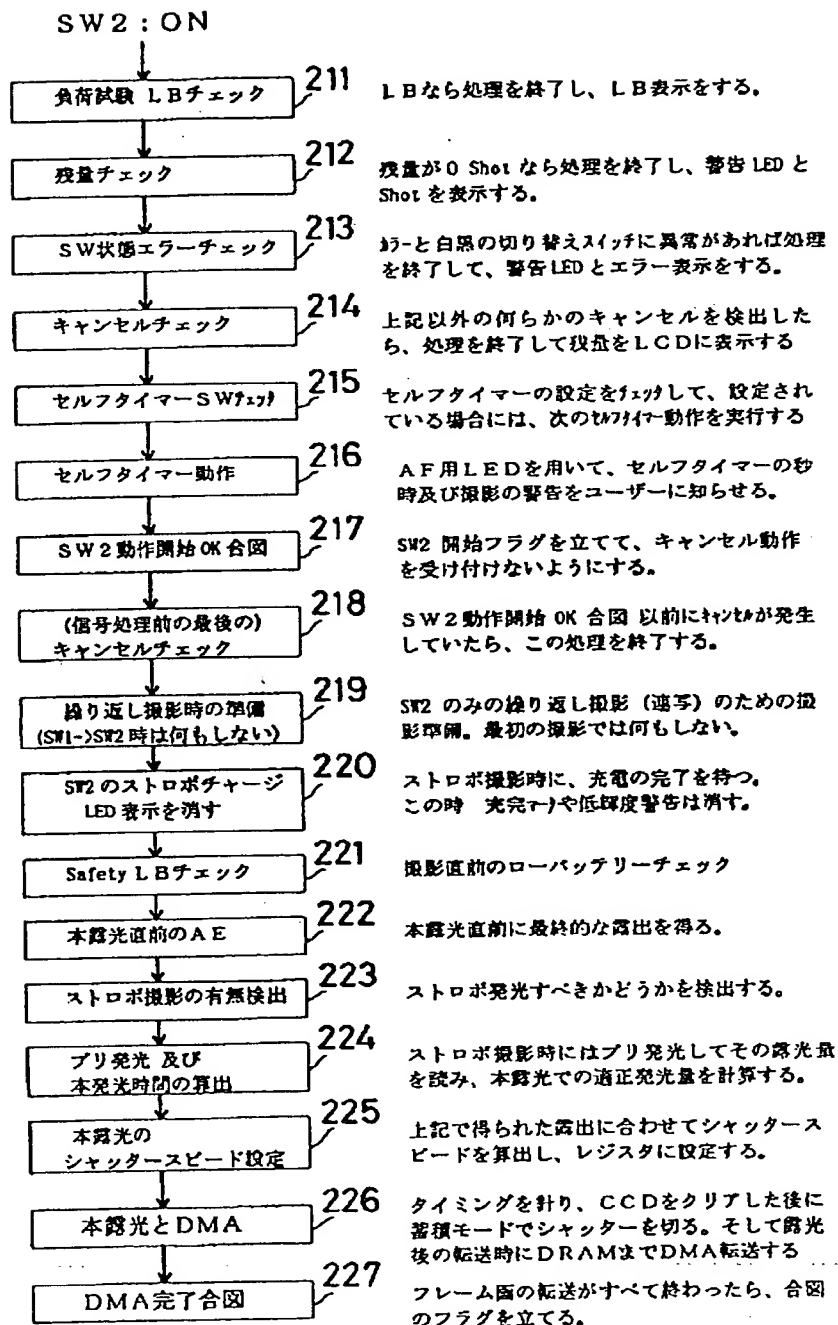 SW2:ON
負荷試験 LBチェック
211
LBなら処理を終了し、LB表示をする。
残量チェック
212
残量が0 Shot なら処理を終了し、警告 LED と
Shot を表示する。
SW状態エラーチェック
213
カラーと白黒の切り替えスイッチに異常があれば処理
を終了して、警告LEDとエラー表示をする。
キャンセルチェック
214
上記以外の何らかのキャンセルを検出した
ら、処理を終了して残量をLCDに表示する
セルフタイマーSWチェック
215
セルフタイマーの設定をチェックして、設定され
ている場合には、次のセルフタイマー動作を実行する
セルフタイマー動作
216
AF用LEDを用いて、セルフタイマーの秒
時及び撮影の警告をユーザーに知らせる。
SW2動作開始OK合図
217
SW2 開始フラグを立てて、キャンセル動作
を受け付けないようにする。
(信号処理前の最後の)
キャンセルチェック
218
SW2動作開始 OK 合図 以前にキャンセルが発生
していたら、この処理を終了する。
繰り返し撮影時の準備
(SW1->SW2 時は何もしない)
219
SW2 のみの繰り返し撮影(連写)のための撮
影準備。最初の撮影では何もしない。
SW2のストロボチャージ
LED 表示を消す
220
ストロボ撮影時に、充電の完了を待つ。
この時 充完マークや低輝度警告は消す。
Safety LBチェック
221
撮影直前のローバッテリーチェック
本露光直前のAE
222
本露光直前に最終的な露出を得る。
ストロボ撮影の有無検出
223
ストロボ発光すべきかどうかを検出する。
プリ発光 及び
本発光時間の算出
224
ストロボ撮影時にはプリ発光してその露光量
を読み、本露光での適正発光量を計算する。
本露光の
シャッタースピード設定
225
上記で得られた露出に合わせてシャッタース
ピードを算出し、レジスタに設定する。
本露光とDMA
226
タイミングを計り、CCDをクリアした後に
蓄積モードでシャッターを切る。そして露光
後の転送時にDRAMまでDMA転送する
DMA完了合図
227
フレーム画の転送がすべて終わったら、合図
のフラグを立てる。